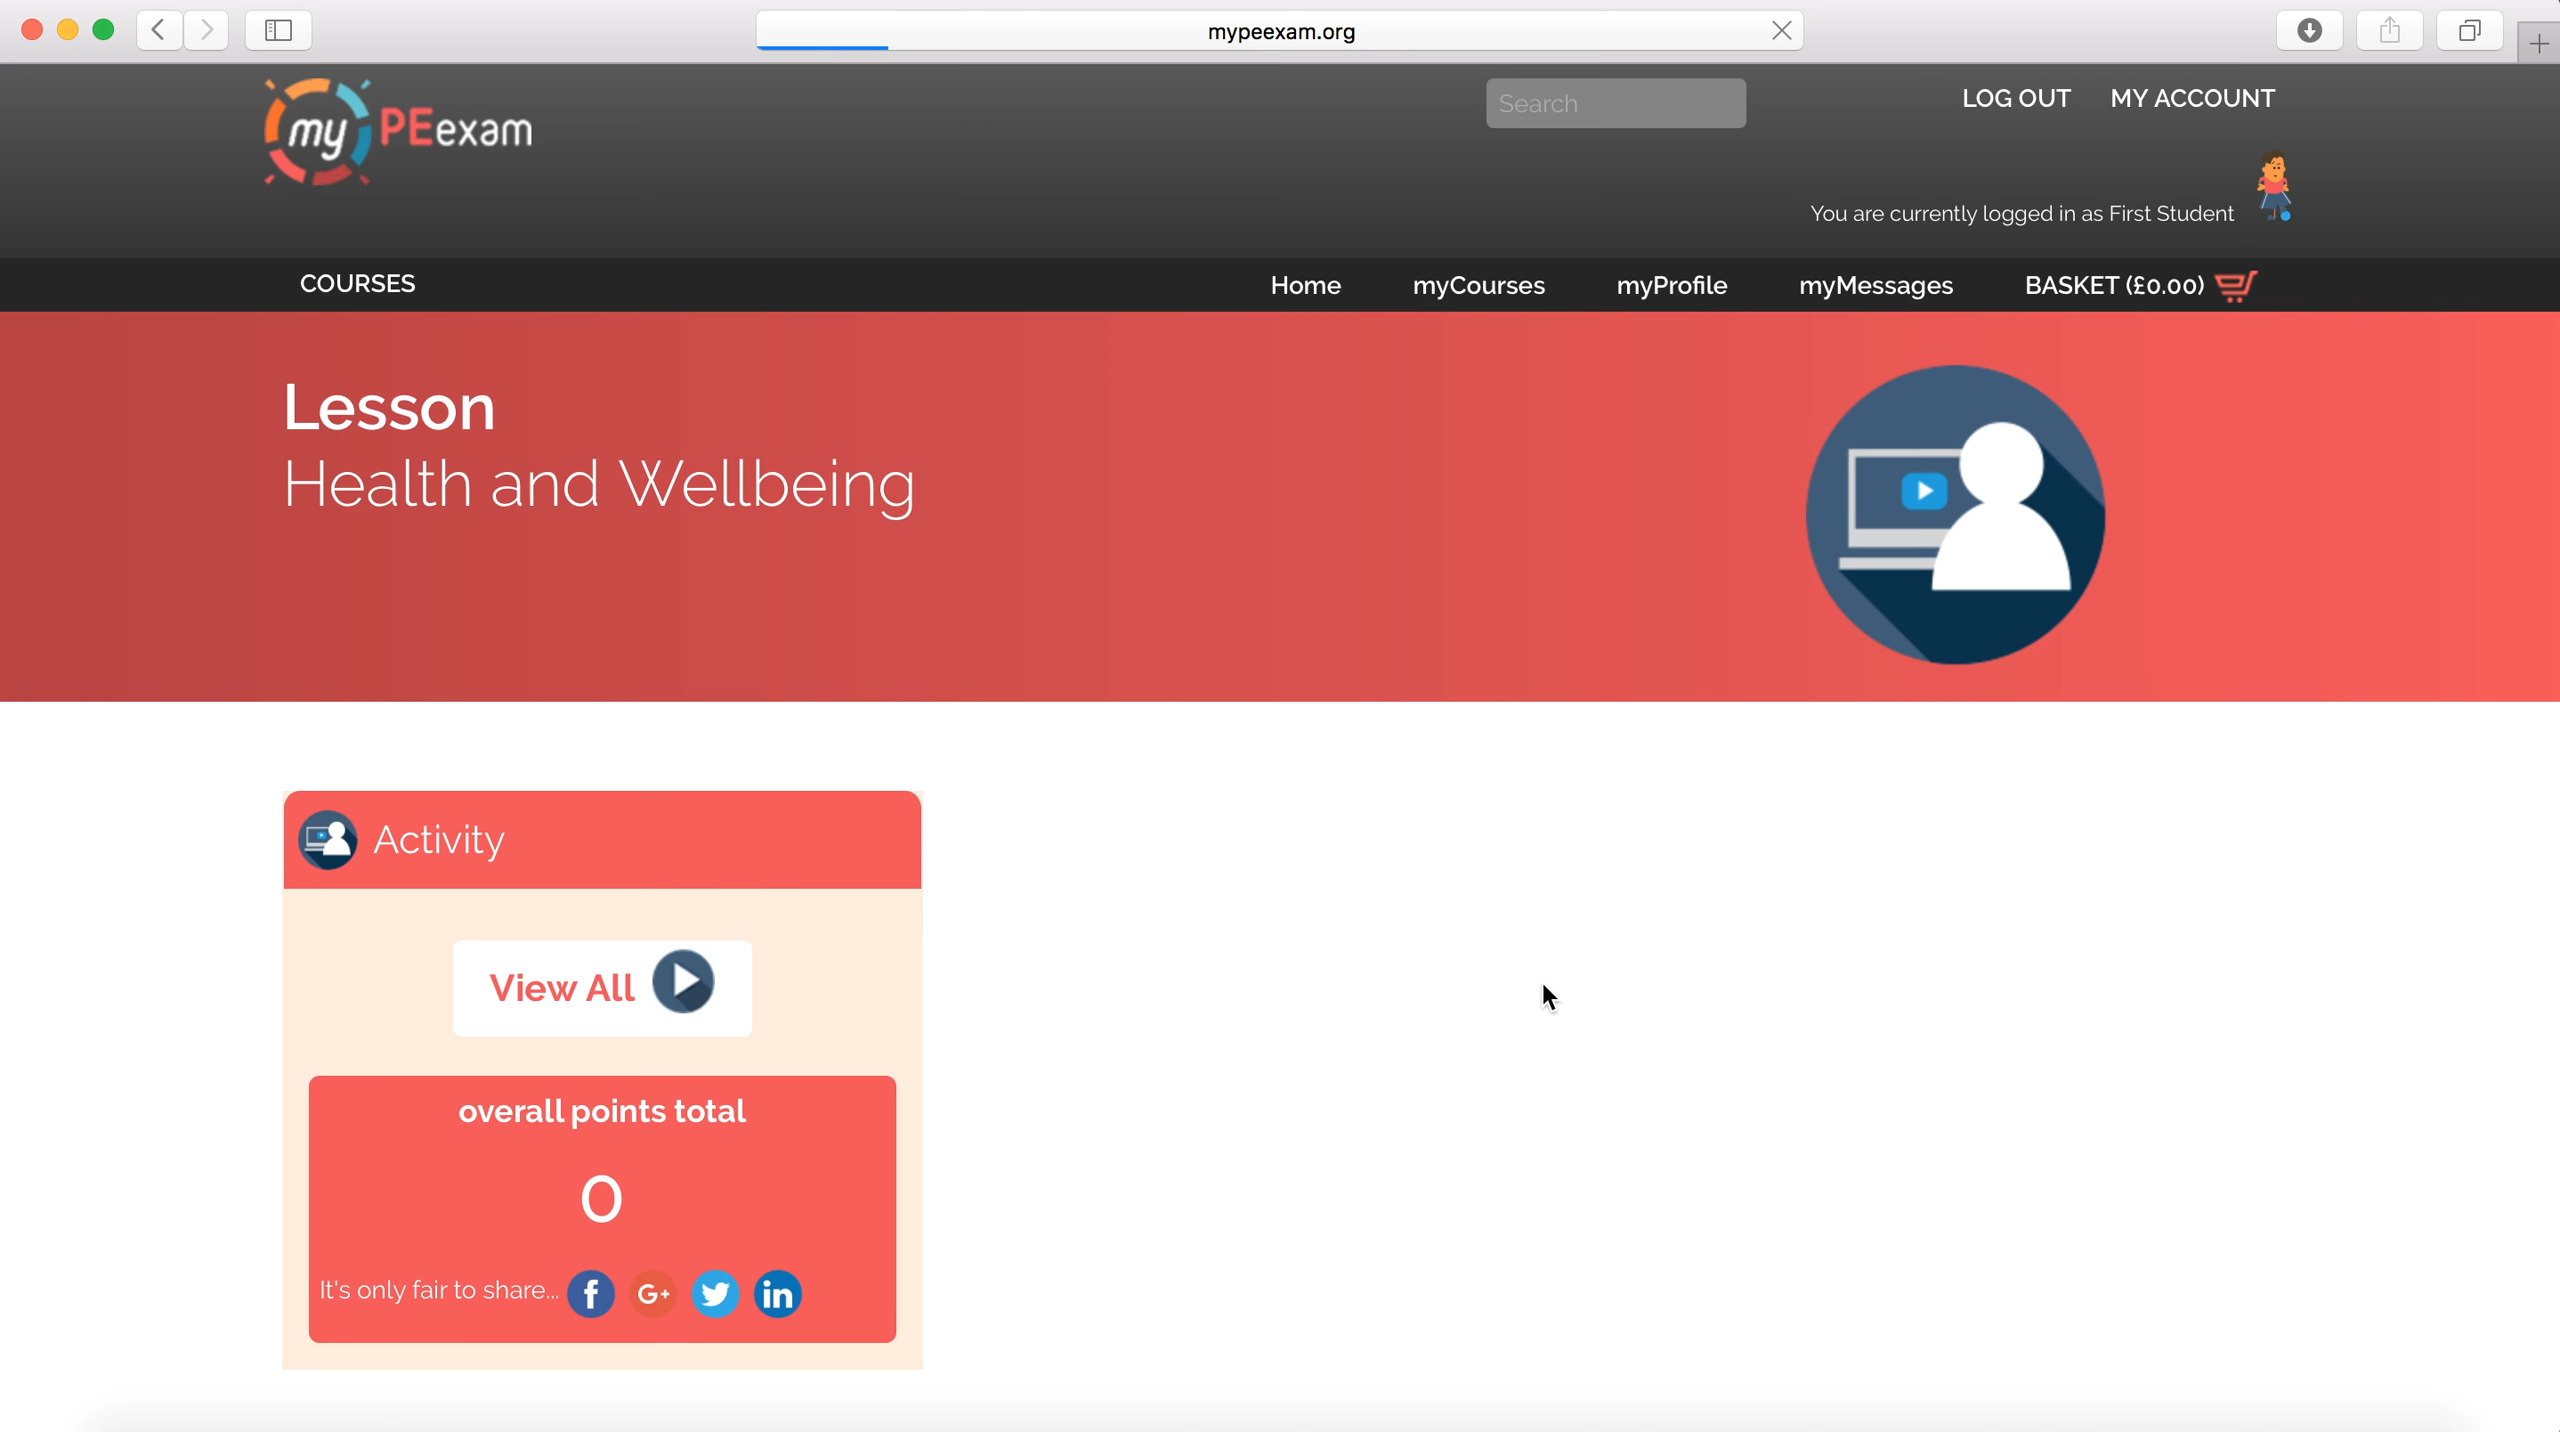 mypeexam.org
my PEexam
Search
LOG OUT MY ACCOUNT
You are currently logged in as First Student
COURSES Home myCourses myProfile myMessages BASKET (£0.00)
Lesson
Health and Wellbeing
Activity
View All
overall points total
0
It's only fair to share... f G+ in